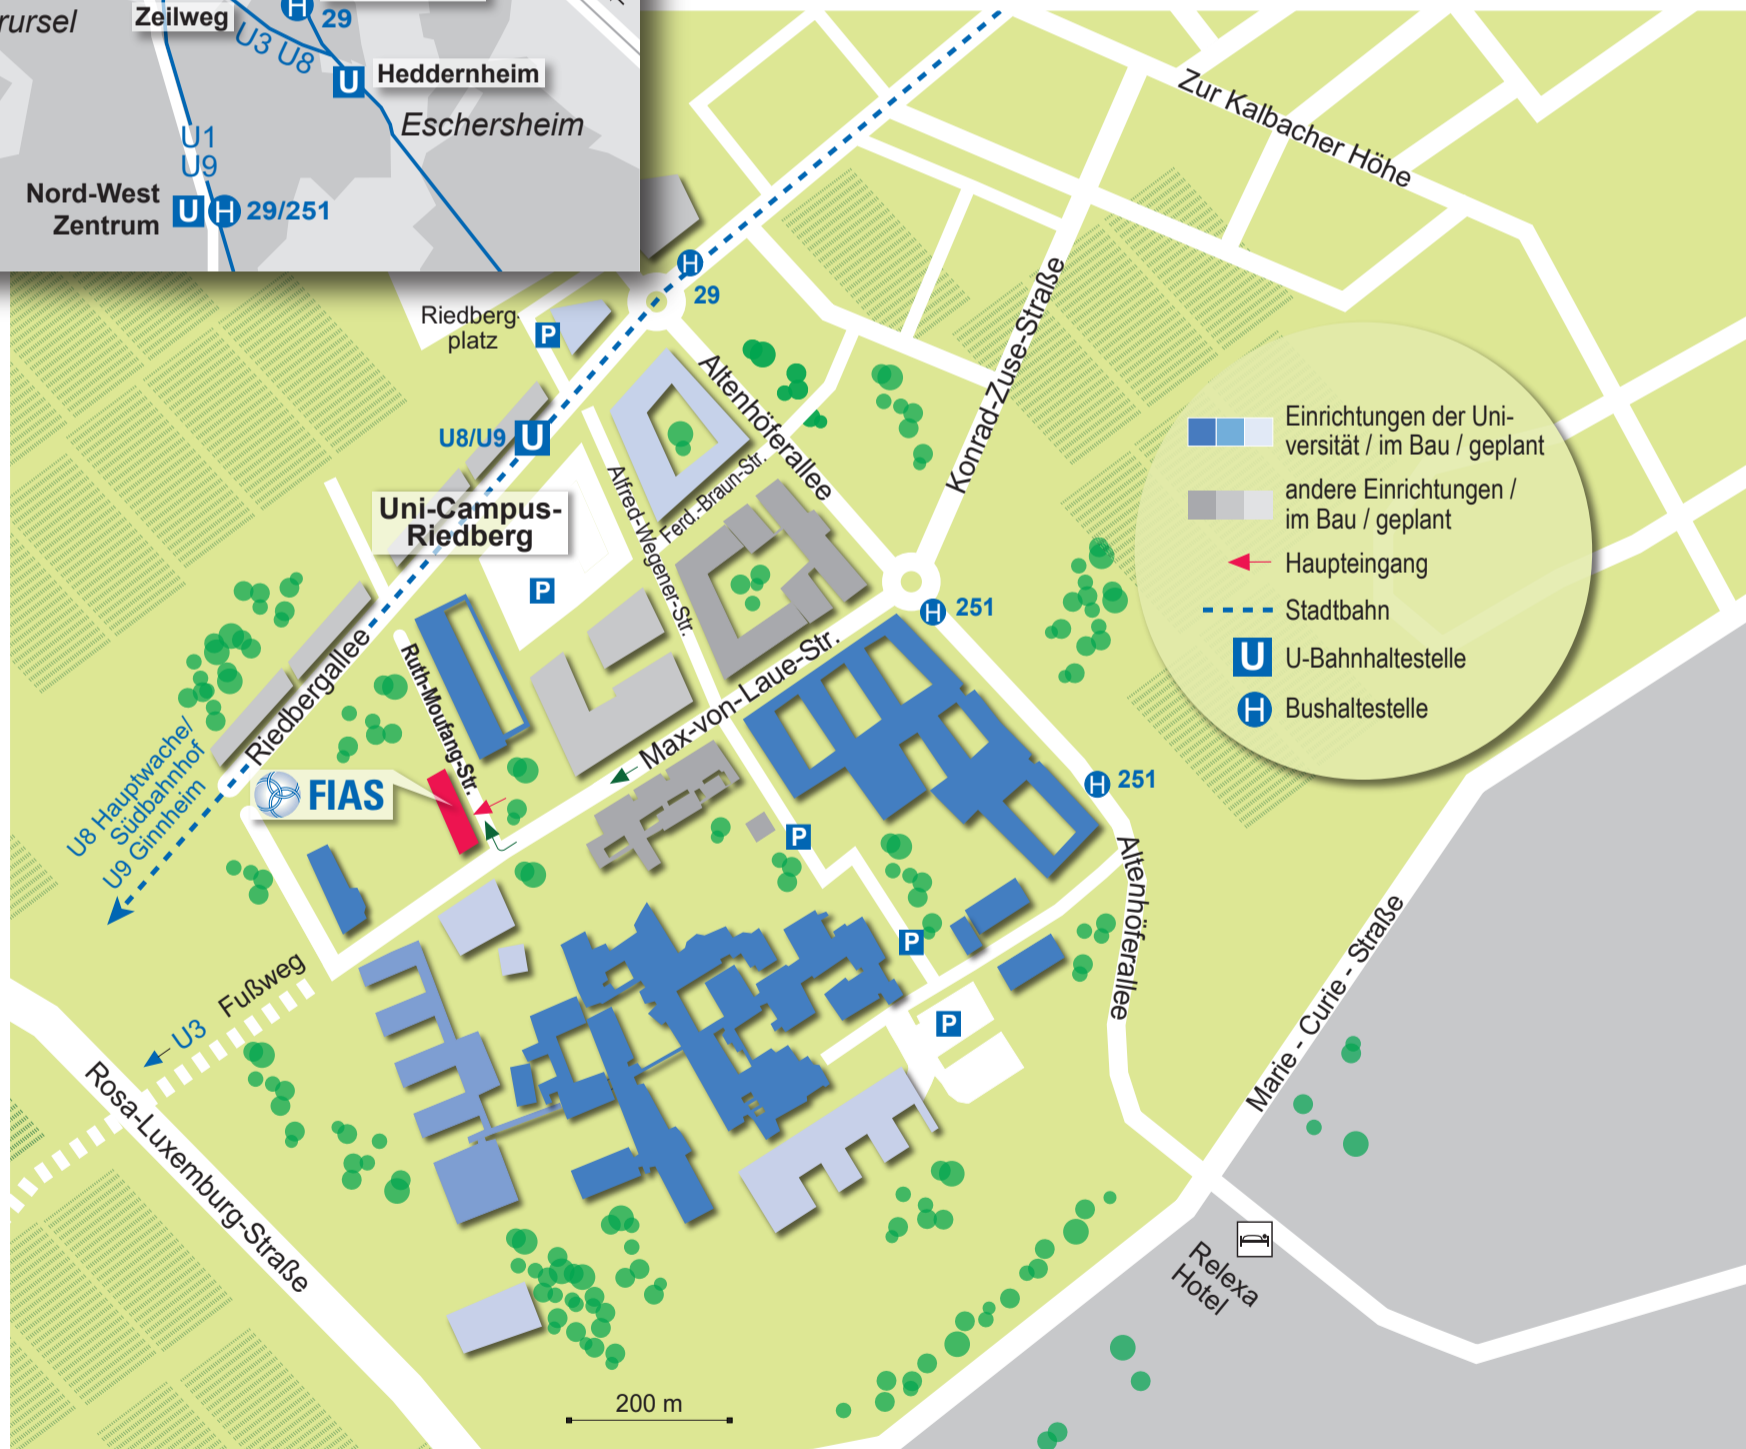 rursel
Zeilweg
29
U3 U8
U
Heddernheim
Eschersheim
U1
U9
Nord-West
Zentrum
U
H
29/251
Zur Kalbacher Höhe
H
29
Riedberg-
platz
P
Altenhöferallee
Konrad-Zuse-Straße
U8/U9
U
Uni-Campus-
Riedberg
Alfred-Wegener-Str.
Ferd.-Braun-Str.
P
H
251
Einrichtungen der Uni-
versität / im Bau / geplant
andere Einrichtungen /
im Bau / geplant
Haupteingang
Stadtbahn
U
U-Bahnhaltestelle
H
Bushaltestelle
Riedbergallee
Ruth-Moufang-Str.
Max-von-Laue-Str.
U8 Hauptwache/
Südbahnhof
U9 Ginnheim
FIAS
H
251
P
Altenhöferallee
P
Fußweg
U3
P
Rosa-Luxemburg-Straße
Marie - Curie - Straße
Relexa
Hotel
200 m